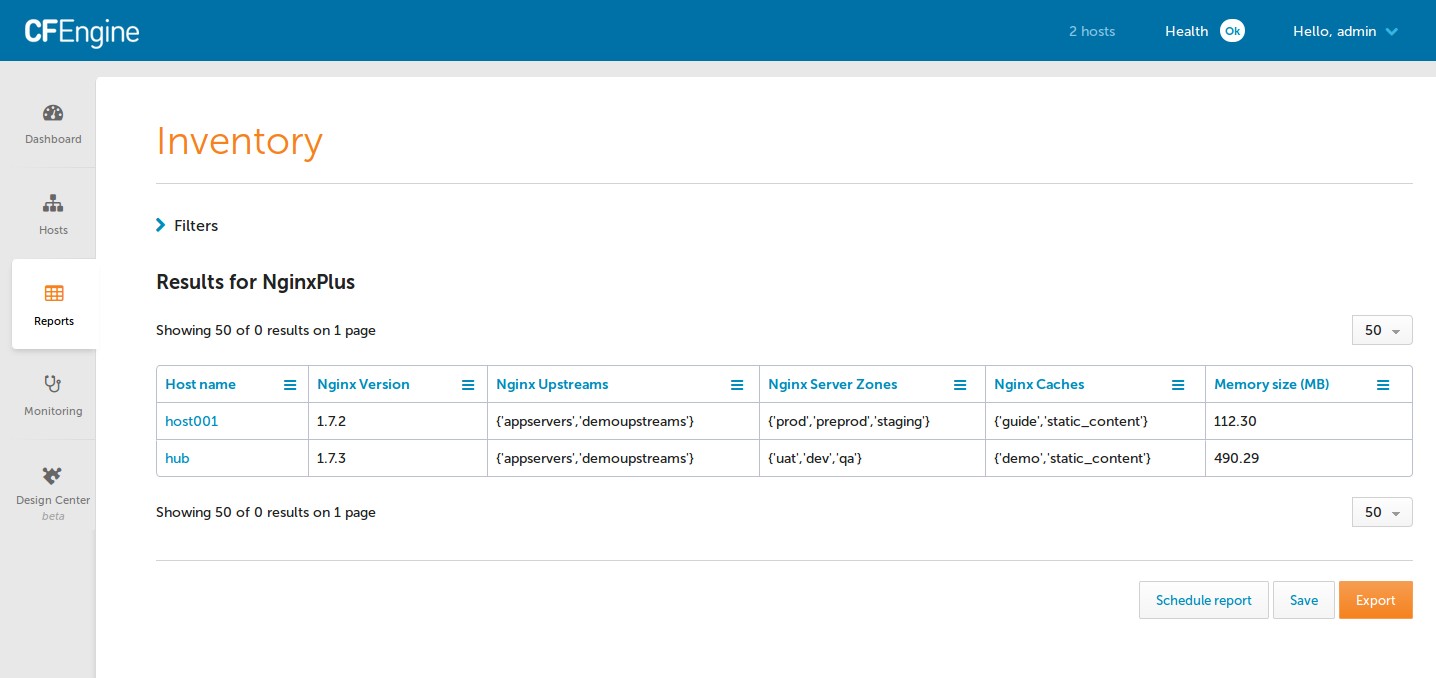 CFEngine
2 hosts
Health Ok
Hello, admin
Dashboard
Hosts
Reports
Monitoring
Design Center
beta
Inventory
Filters
Results for NginxPlus
Showing 50 of 0 results on 1 page
50
Host name Nginx Version Nginx Upstreams Nginx Server Zones Nginx Caches Memory size (MB)
host001 1.7.2 {'appservers','demoupstreams'} {'prod','preprod','staging'} {'guide','static_content'} 112.30
hub 1.7.3 {'appservers','demoupstreams'} {'uat','dev','qa'} {'demo','static_content'} 490.29
Showing 50 of 0 results on 1 page
50
Schedule report Save Export